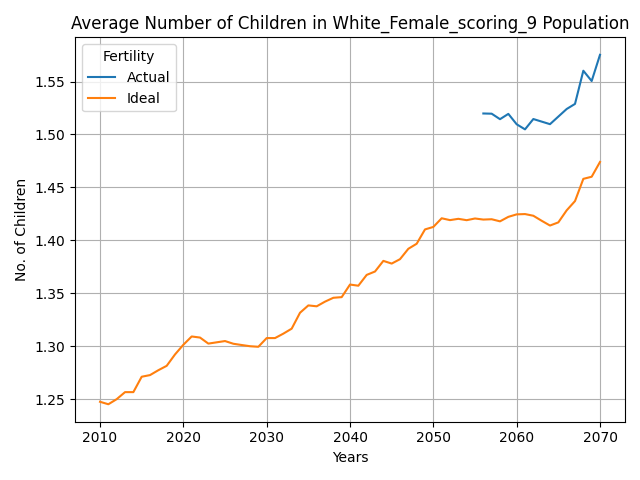 Average Number of Children in White_Female_scoring_9 Population
Fertility
Actual
Ideal
No. of Children
1.55
1.50
1.45
1.40
1.35
1.30
1.25
2010 2020 2030 2040 2050 2060 2070
Years